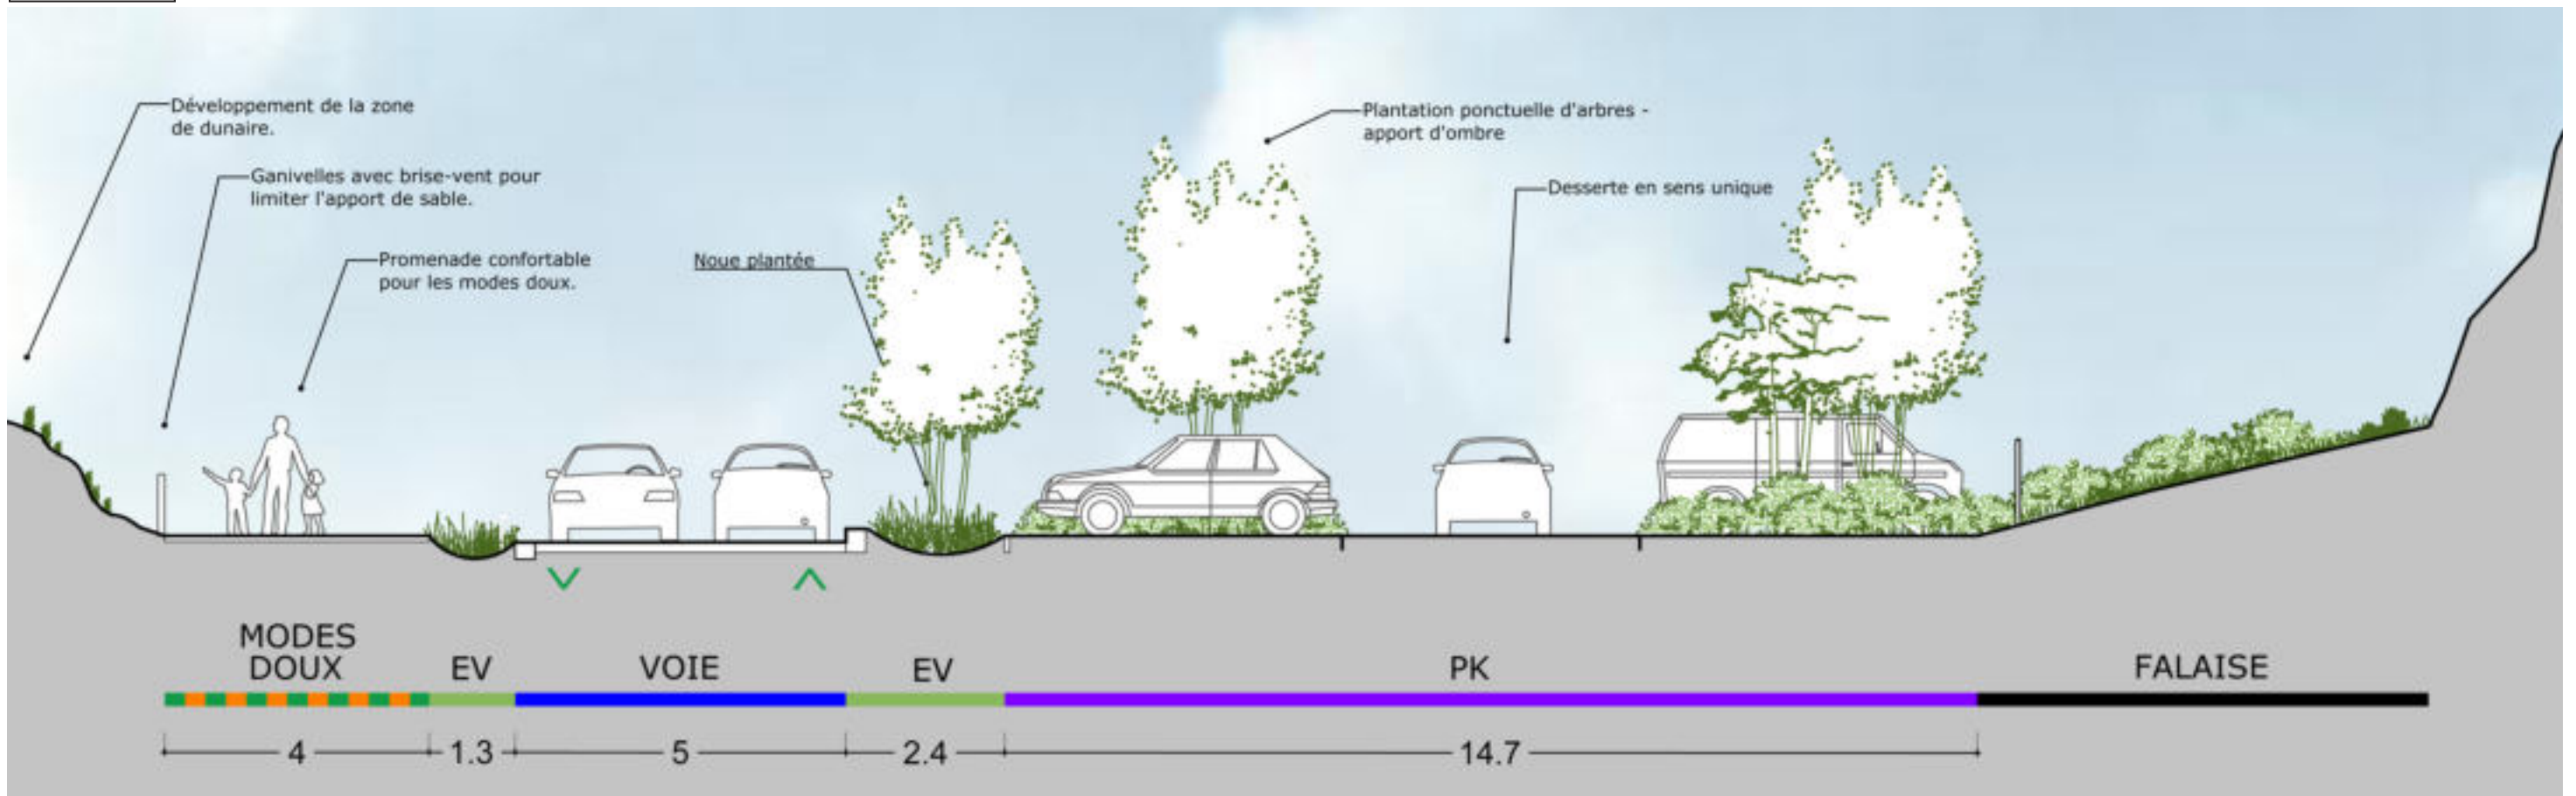 Développement de la zone
de dunaire.
Ganivelles avec brise-vent pour
limiter l'apport de sable.
Promenade confortable
pour les modes doux.
Noue plantée
Plantation ponctuelle d'arbres -
apport d'ombre
Desserte en sens unique
MODES
DOUX
EV
VOIE
EV
PK
FALAISE
4
1.3
5
2.4
14.7